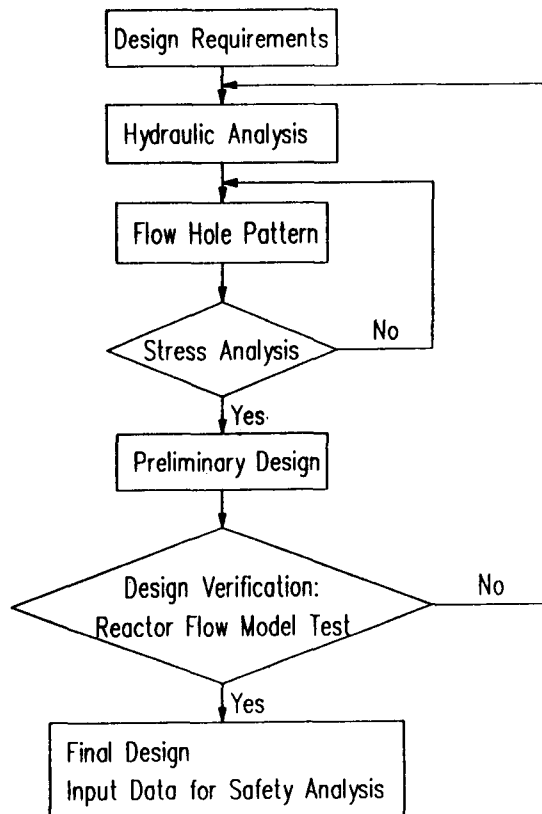 Design Requirements
Hydraulic Analysis
Flow Hole Pattern
Stress Analysis
No
Yes
Preliminary Design
Design Verification:
Reactor Flow Model Test
No
Yes
Final Design
Input Data for Safety Analysis